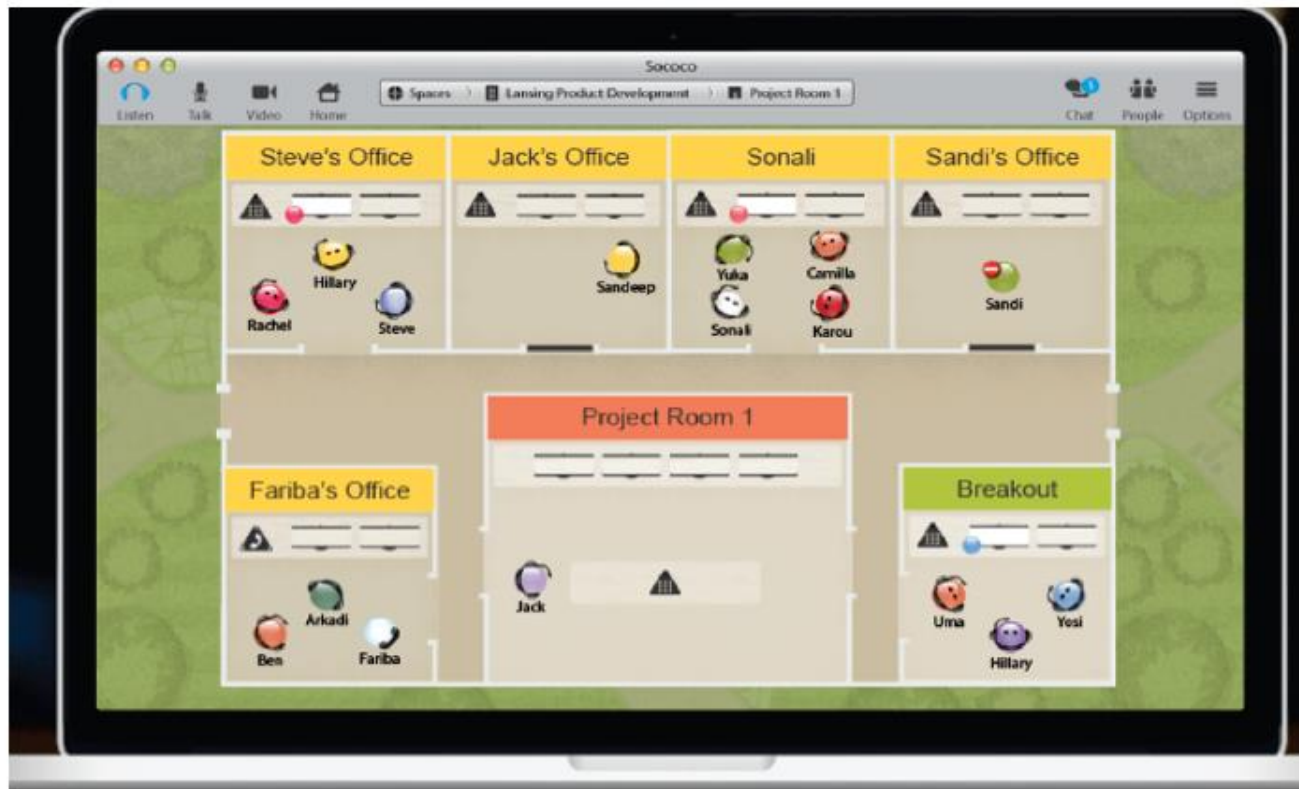 Sococo
Listen Talk Video Home
Spaces Lansing Product Development Project Room 1
Chat 1 People Options
Steve's Office Jack's Office Sonali Sandi's Office
Hillary
Rachel
Steve
Sandeep
Yuka
Camilla
Sonali
Karou
Sandi
Project Room 1
Fariba's Office
Breakout
Arkadi
Ben
Fariba
Jack
Uma
Yosi
Hillary